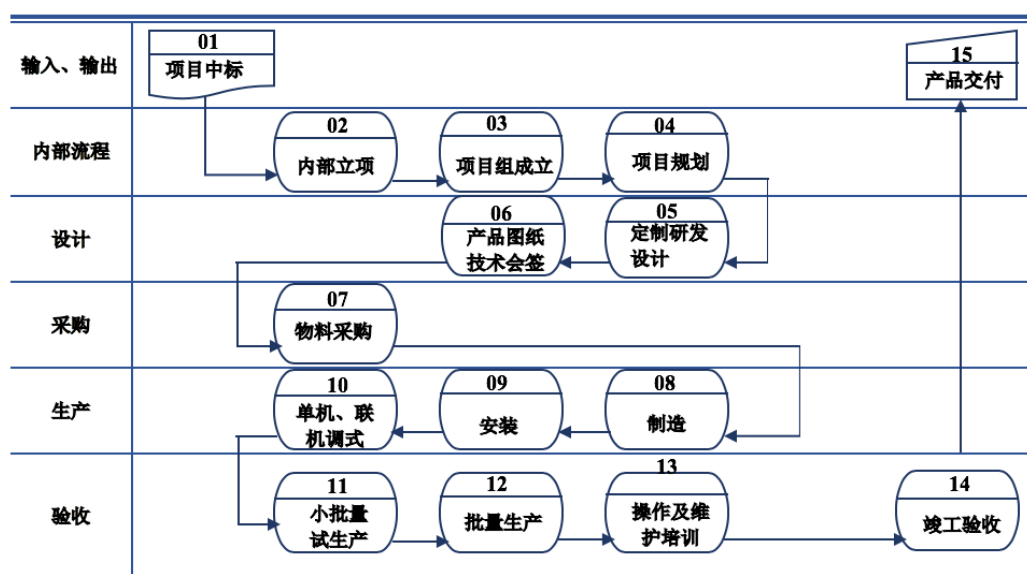 输入、输出
01
项目中标
15
产品交付
内部流程
02
内部立项
03
项目组成立
04
项目规划
设计
06
产品图纸
技术会签
05
定制研发
设计
采购
07
物料采购
生产
10
单机、联
机调式
09
安装
08
制造
验收
11
小批量
试生产
12
批量生产
13
操作及维
护培训
14
竣工验收